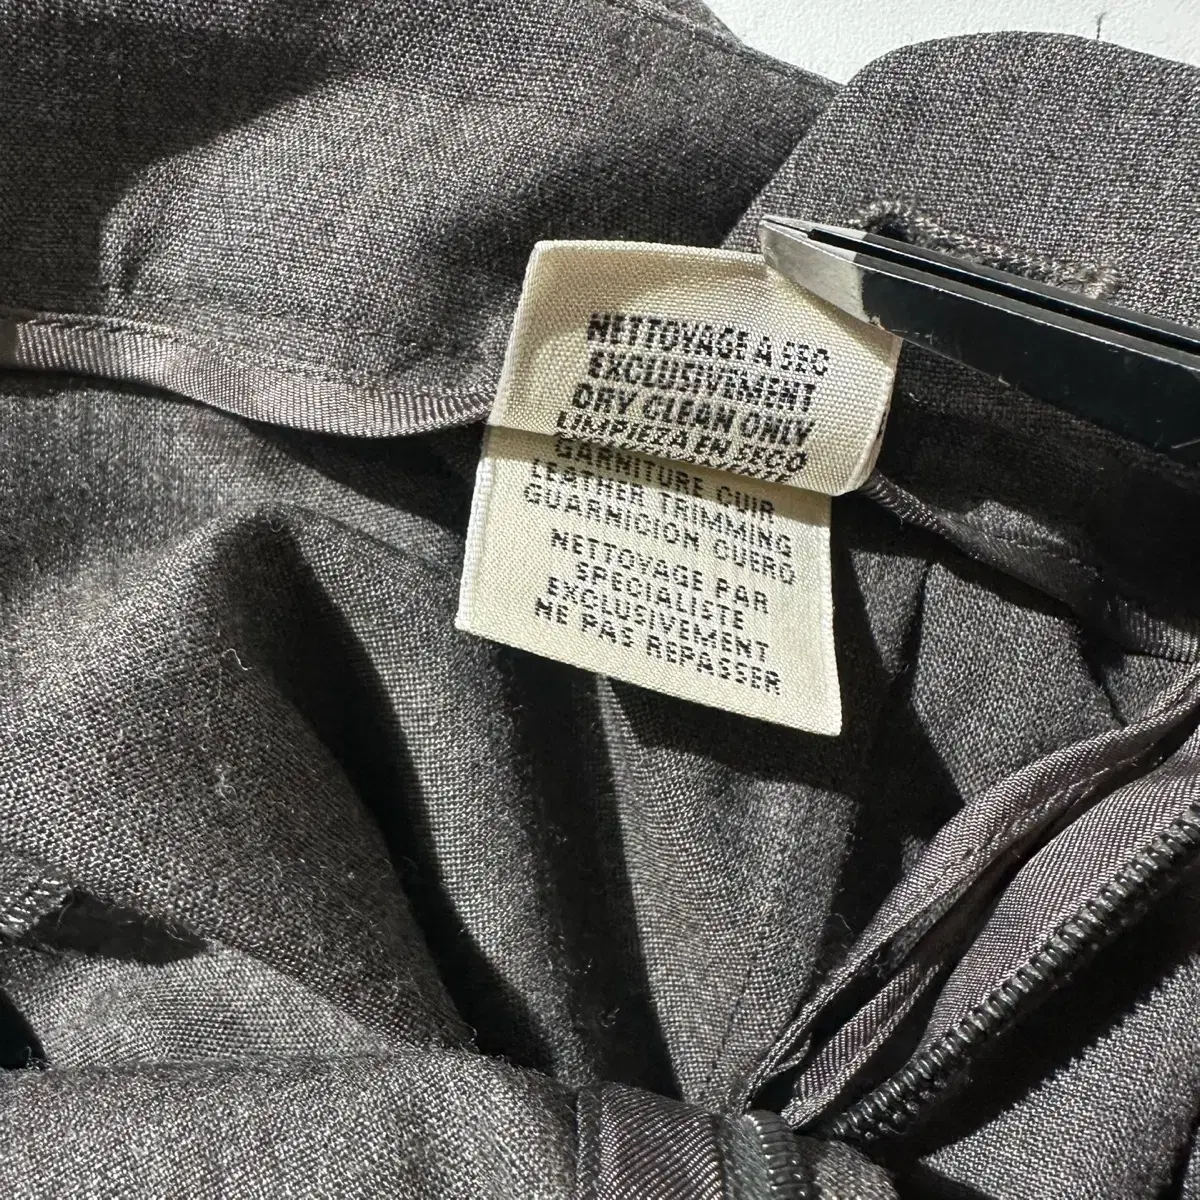 NETTOYAGE A SEC
EXCLUSIVEMENT
DRY CLEAN ONLY
LIMPIEZA EN SECO
GARNITURE CUIR
LEATHER TRIMMING
GUARNICION CUERO
NETTOYAGE PAR
SPECIALISTE
EXCLUSIVEMENT
NE PAS REPASSER